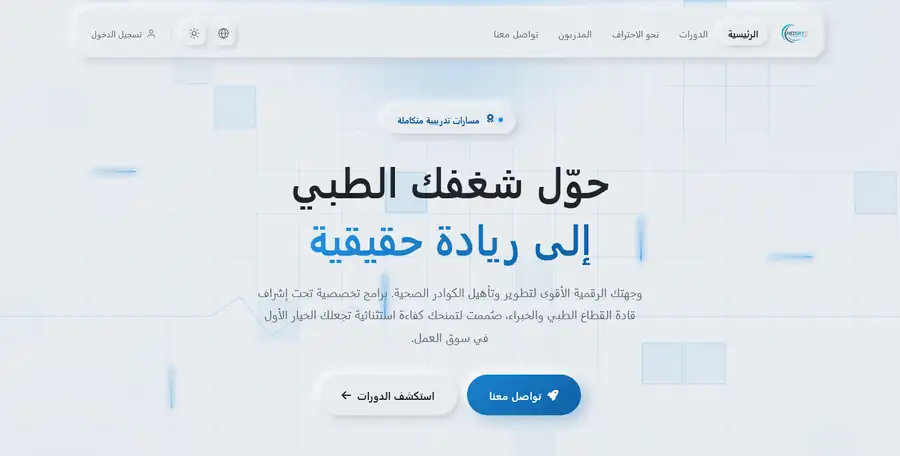 MEDSKY
الرئيسية
الدورات
نحو الاحتراف
المدربون
تواصل معنا
تسجيل الدخول
مسارات تدريبية متكاملة
حوّل شغفك الطبي
إلى ريادة حقيقية
وجهتك الرقمية الأقوى لتطوير وتأهيل الكوادر الصحية. برامج تخصصية تحت إشراف
قادة القطاع الطبي والخبراء، صُممت لتمنحك كفاءة استثنائية تجعلك الخيار الأول
في سوق العمل.
تواصل معنا
استكشف الدورات